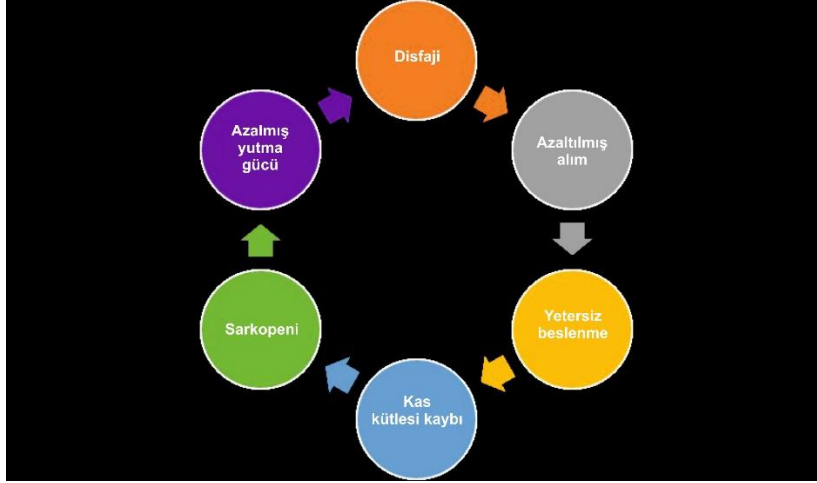 Disfaji
Azaltılmış
alım
Yetersiz
beslenme
Kas
kütlesi kaybı
Sarkopeni
Azalmış
yutma
gücü